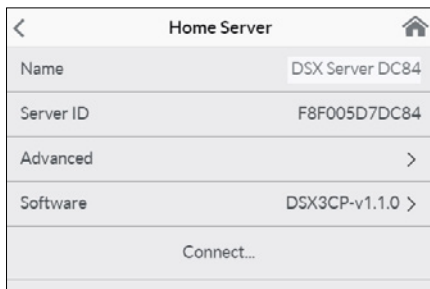 Home Server
Name DSX Server DC84
Server ID F8F005D7DC84
Advanced
Software DSX3CP-v1.1.0
Connect...